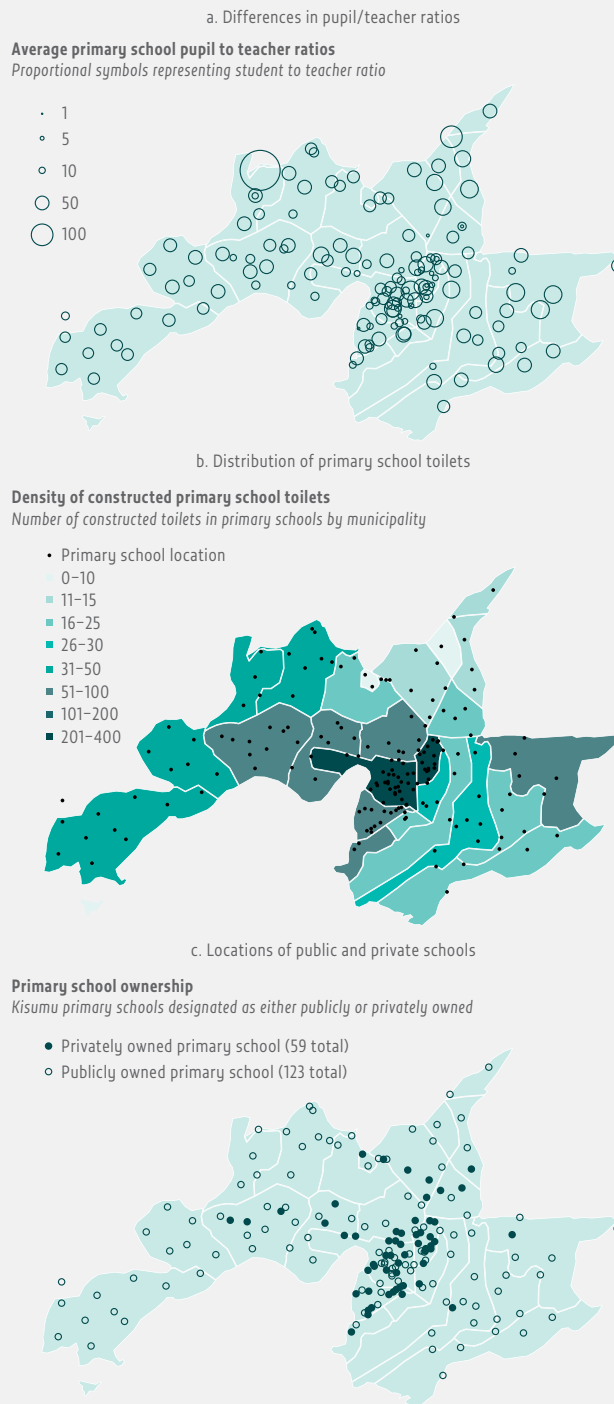 a. Differences in pupil/teacher ratios
Average primary school pupil to teacher ratios
Proportional symbols representing student to teacher ratio
1
5
10
50
100
b. Distribution of primary school toilets
Density of constructed primary school toilets
Number of constructed toilets in primary schools by municipality
Primary school location
0–10
11–15
16–25
26–30
31–50
51–100
101–200
201–400
c. Locations of public and private schools
Primary school ownership
Kisumu primary schools designated as either publicly or privately owned
Privately owned primary school (59 total)
Publicly owned primary school (123 total)